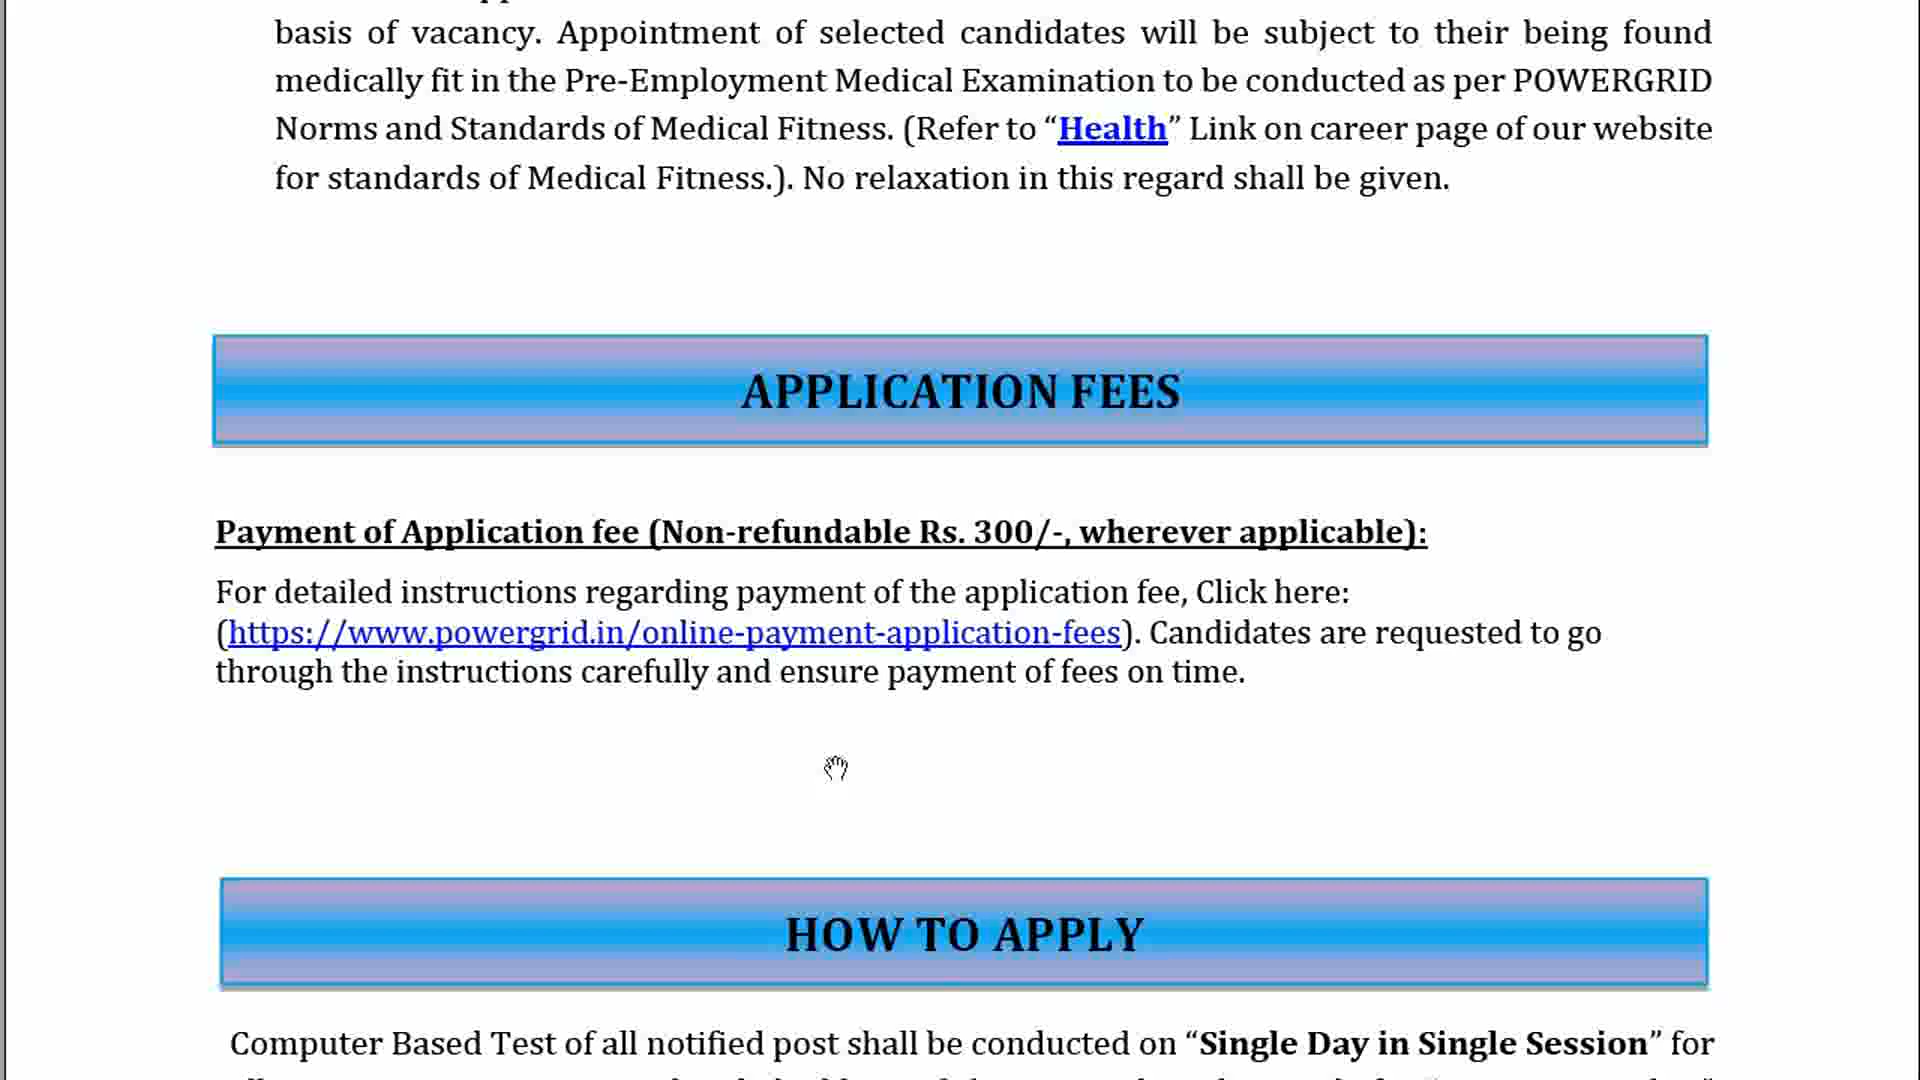 basis of vacancy. Appointment of selected candidates will be subject to their being found
medically fit in the Pre-Employment Medical Examination to be conducted as per POWERGRID
Norms and Standards of Medical Fitness. (Refer to “Health” Link on career page of our website
for standards of Medical Fitness.). No relaxation in this regard shall be given.
APPLICATION FEES
Payment of Application fee (Non-refundable Rs. 300/-, wherever applicable):
For detailed instructions regarding payment of the application fee, Click here:
(https://www.powergrid.in/online-payment-application-fees). Candidates are requested to go
through the instructions carefully and ensure payment of fees on time.
HOW TO APPLY
Computer Based Test of all notified post shall be conducted on “Single Day in Single Session” for